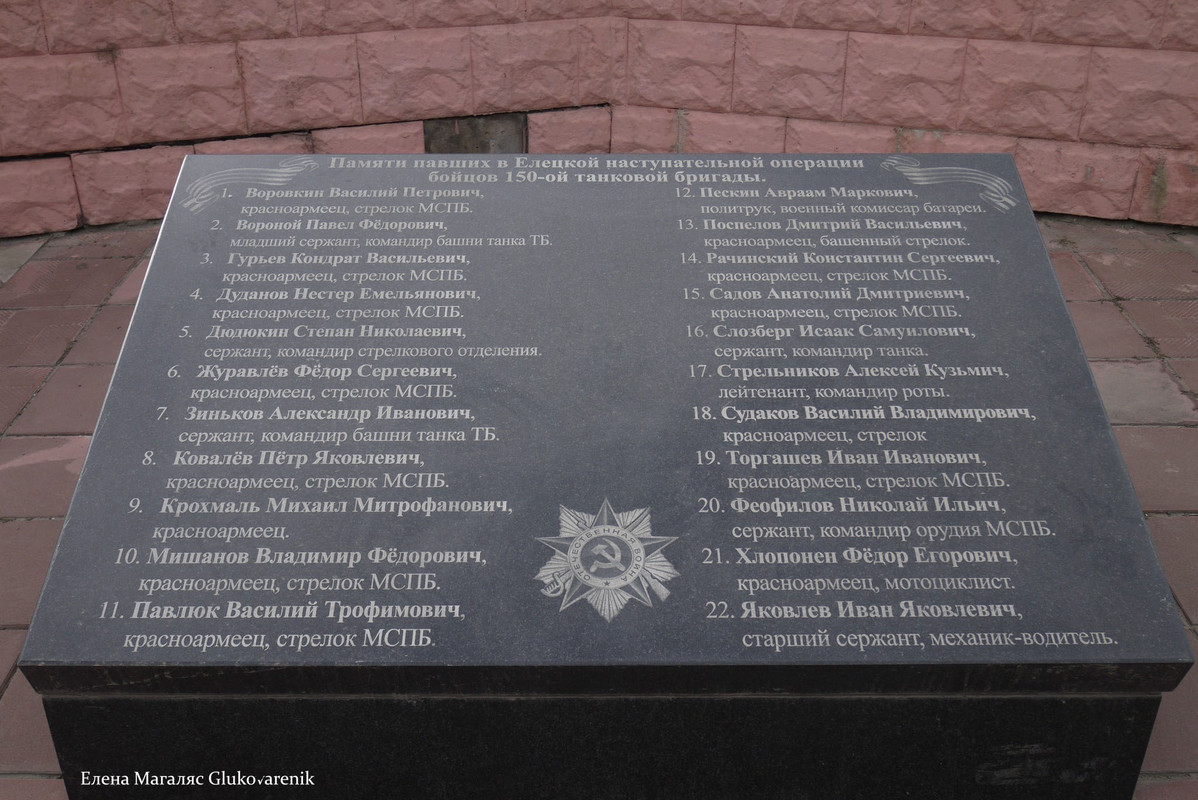 Памяти павших в Елецкой наступательной операции
бойцов 150-ой танковой бригады.
1. Воровкин Василий Петрович,
красноармеец, стрелок МСПБ.
2. Вороной Павел Фёдорович,
младший сержант, командир башни танка ТБ.
3. Гурьев Кондрат Васильевич,
красноармеец, стрелок МСПБ.
4. Дуданов Нестер Емельянович,
красноармеец, стрелок МСПБ.
5. Дюдюкин Степан Николаевич,
сержант, командир стрелкового отделения.
6. Журавлёв Фёдор Сергеевич,
красноармеец, стрелок МСПБ.
7. Зиньков Александр Иванович,
сержант, командир башни танка ТБ.
8. Ковалёв Пётр Яковлевич,
красноармеец, стрелок МСПБ.
9. Крохмаль Михаил Митрофанович,
красноармеец.
10. Мишанов Владимир Фёдорович,
красноармеец, стрелок МСПБ.
11. Павлюк Василий Трофимович,
красноармеец, стрелок МСПБ.
12. Пескин Авраам Маркович,
политрук, военный комиссар батареи.
13. Поспелов Дмитрий Васильевич,
красноармеец, башенный стрелок.
14. Рачинский Константин Сергеевич,
красноармеец, стрелок МСПБ.
15. Садов Анатолий Дмитриевич,
красноармеец, стрелок МСПБ.
16. Слозберг Исаак Самуилович,
сержант, командир танка.
17. Стрельников Алексей Кузьмич,
лейтенант, командир роты.
18. Судаков Василий Владимирович,
красноармеец, стрелок
19. Торгашев Иван Иванович,
красноармеец, стрелок МСПБ.
20. Феофилов Николай Ильич,
сержант, командир орудия МСПБ.
21. Хлопонен Фёдор Егорович,
красноармеец, мотоциклист.
22. Яковлев Иван Яковлевич,
старший сержант, механик-водитель.
ОТЕЧЕСТВЕННАЯ ВОЙНА
Елена Магаляс Glukovarenik